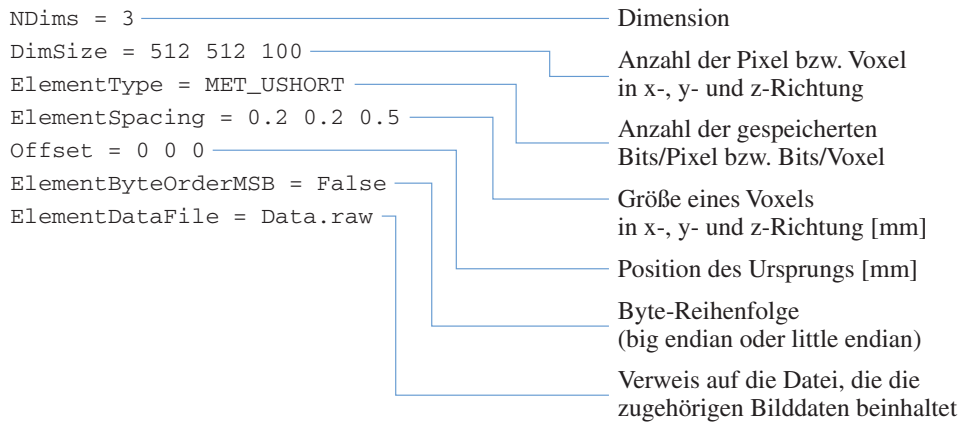 NDims = 3
Dimension
DimSize = 512 512 100
Anzahl der Pixel bzw. Voxel
in x-, y- und z-Richtung
ElementType = MET_USHORT
Anzahl der gespeicherten
Bits/Pixel bzw. Bits/Voxel
ElementSpacing = 0.2 0.2 0.5
Größe eines Voxels
in x-, y- und z-Richtung [mm]
Offset = 0 0 0
Position des Ursprungs [mm]
ElementByteOrderMSB = False
Byte-Reihenfolge
(big endian oder little endian)
ElementDataFile = Data.raw
Verweis auf die Datei, die die
zugehörigen Bilddaten beinhaltet